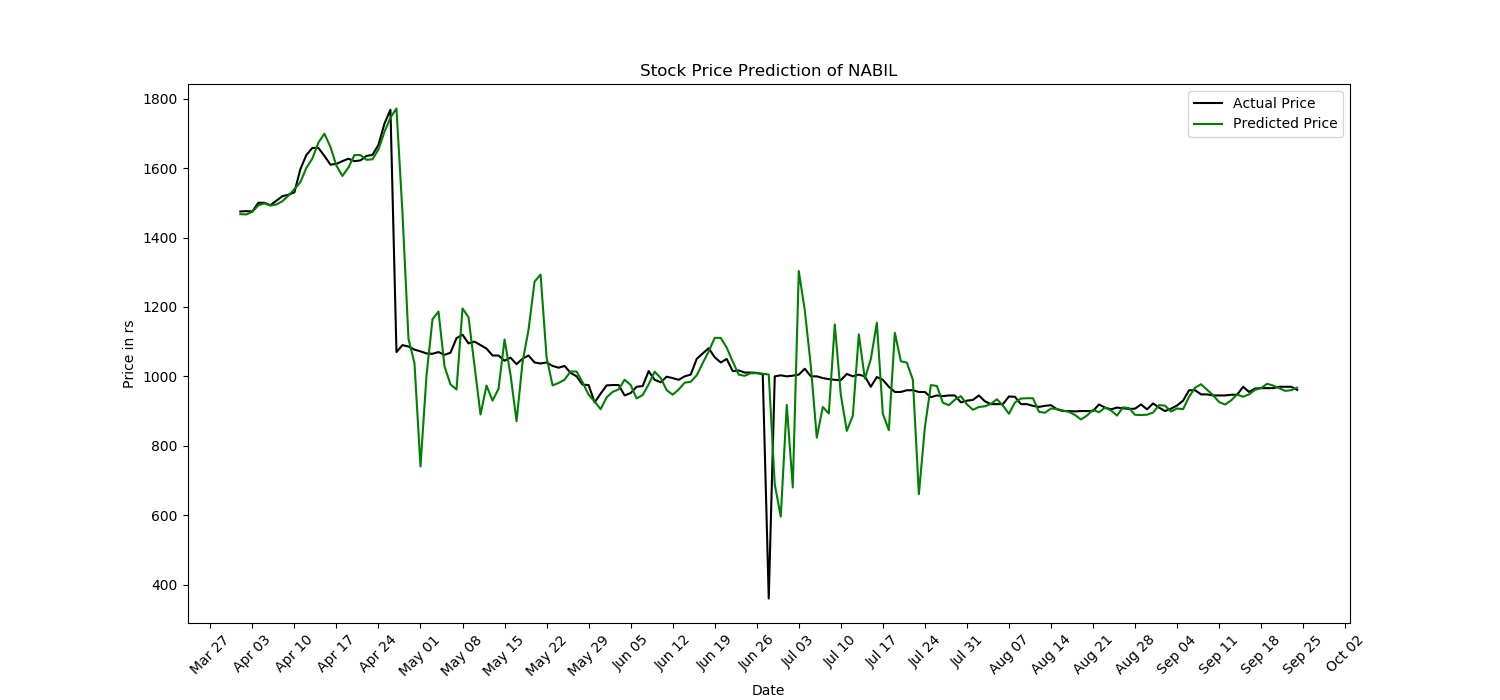 Stock Price Prediction of NABIL
Actual Price
Predicted Price
Price in rs
1800
1600
1400
1200
1000
800
600
400
Mar 27
Apr 03
Apr 10
Apr 17
Apr 24
May 01
May 08
May 15
May 22
May 29
Jun 05
Jun 12
Jun 19
Jun 26
Jul 03
Jul 10
Jul 17
Jul 24
Jul 31
Aug 07
Aug 14
Aug 21
Aug 28
Sep 04
Sep 11
Sep 18
Sep 25
Oct 02
Date